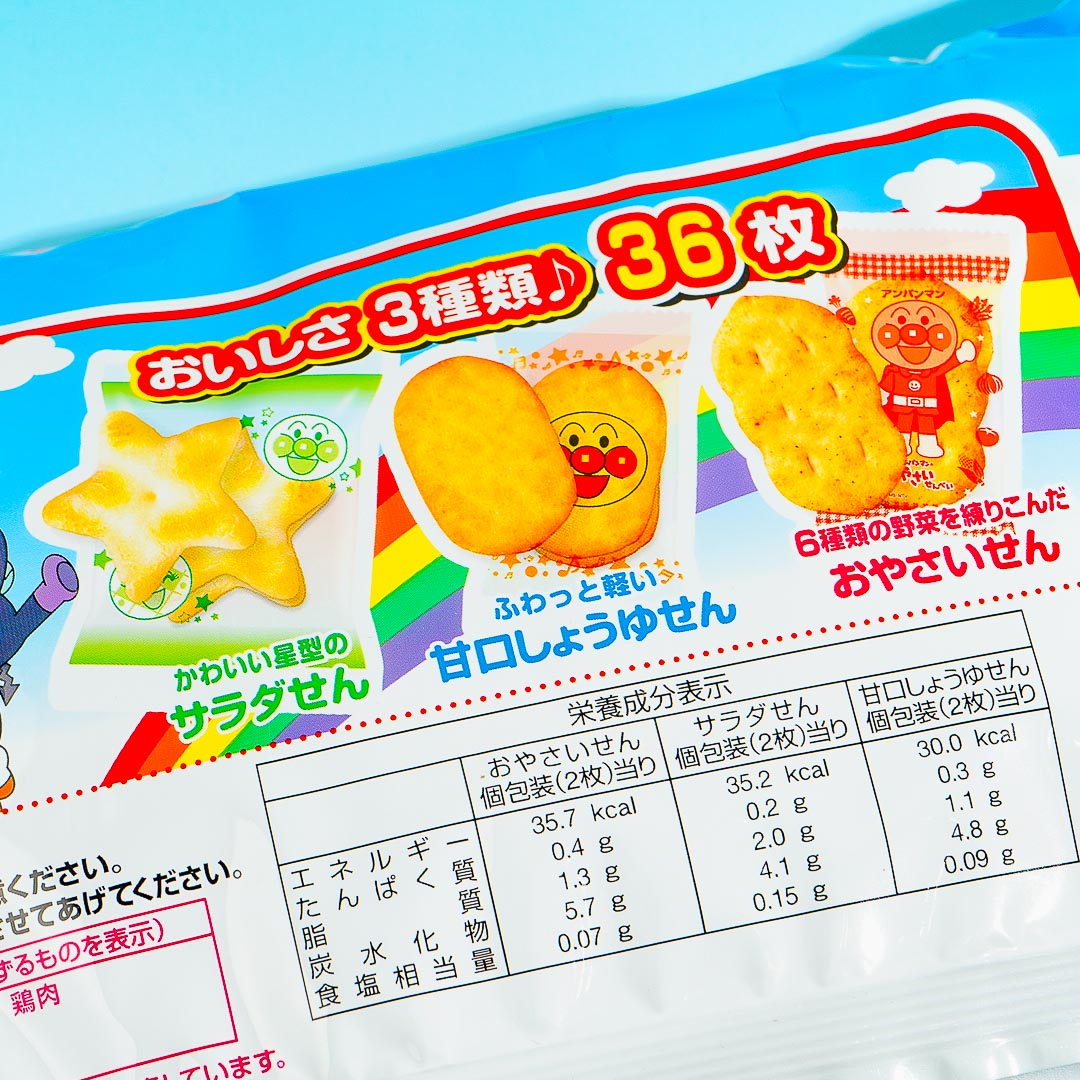 おいしさ3種類♪ 36枚
アンパンマン
やさい
せんべい
かわいい星型の
サラダせん
ふわっと軽い
甘口しょうゆせん
6種類の野菜を練りこんだ
おやさいせん
栄養成分表示
おやさいせん 個包装(2枚)当り
サラダせん 個包装(2枚)当り
甘口しょうゆせん 個包装(2枚)当り
エネルギー 35.7 kcal 35.2 kcal 30.0 kcal
たんぱく質 0.4 g 0.2 g 0.3 g
脂質 1.3 g 2.0 g 1.1 g
炭水化物 5.7 g 4.1 g 4.8 g
食塩相当量 0.07 g 0.15 g 0.09 g
ください。
させてあげてください。
ずるものを表示)
鶏肉
しています。